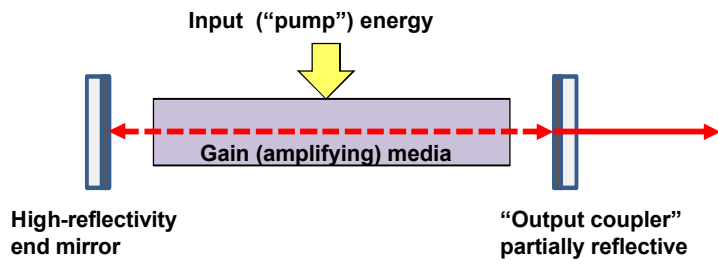 Input (“pump”) energy
Gain (amplifying) media
High-reflectivity
end mirror
“Output coupler”
partially reflective